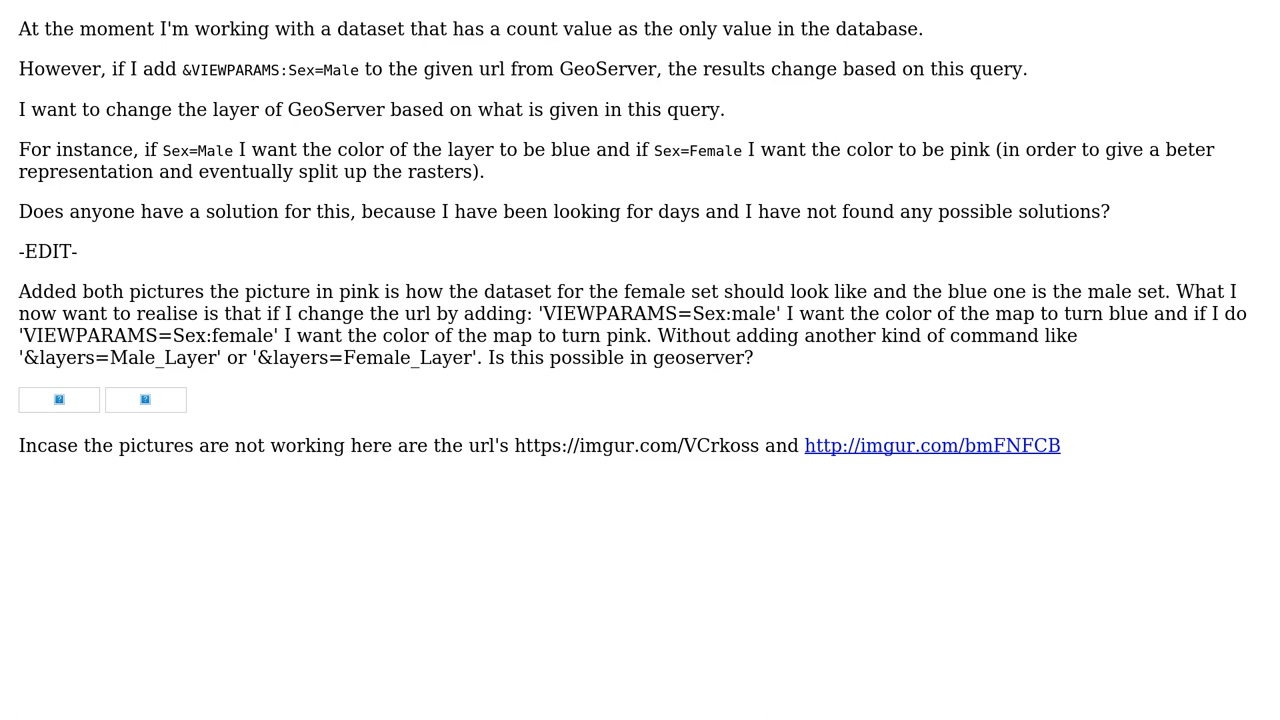 At the moment I'm working with a dataset that has a count value as the only value in the database.
However, if I add &VIEWPARAMS:Sex=Male to the given url from GeoServer, the results change based on this query.
I want to change the layer of GeoServer based on what is given in this query.
For instance, if Sex=Male I want the color of the layer to be blue and if Sex=Female I want the color to be pink (in order to give a beter
representation and eventually split up the rasters).
Does anyone have a solution for this, because I have been looking for days and I have not found any possible solutions?
-EDIT-
Added both pictures the picture in pink is how the dataset for the female set should look like and the blue one is the male set. What I
now want to realise is that if I change the url by adding: 'VIEWPARAMS=Sex:male' I want the color of the map to turn blue and if I do
'VIEWPARAMS=Sex:female' I want the color of the map to turn pink. Without adding another kind of command like
'&layers=Male_Layer' or '&layers=Female_Layer'. Is this possible in geoserver?
Incase the pictures are not working here are the url's https://imgur.com/VCrkoss and http://imgur.com/bmFNFCB